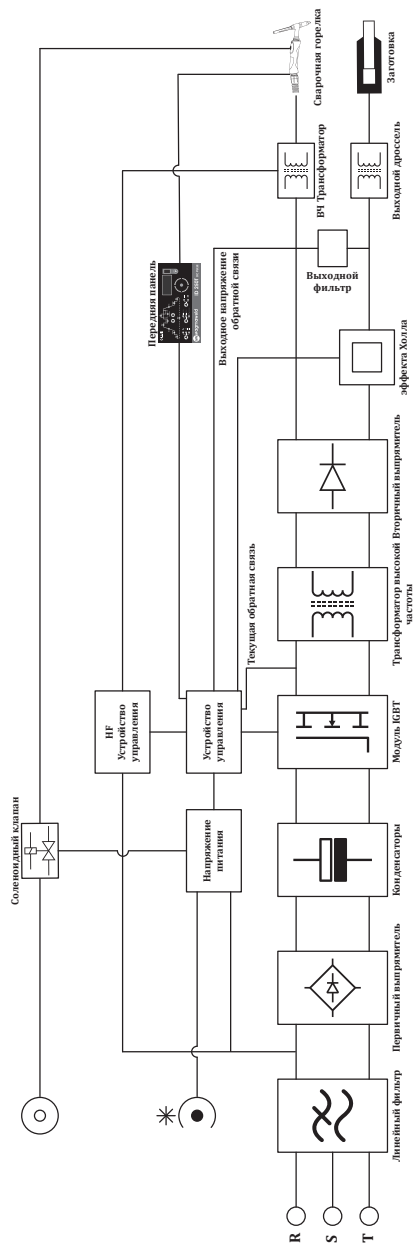 Сварочная горелка
Заготовка
ВЧ Трансформатор
Выходной дроссель
Передняя панель
Выходное напряжение
обратной связи
Выходной
фильтр
эффекта Холла
Вторичный выпрямитель
Текущая обратная связь
Трансформатор высокой
частоты
HF
Устройство
управления
Устройство
управления
Модуль IGBT
Соленоидный клапан
Напряжение
питания
Конденсаторы
Первичный выпрямитель
Линейный фильтр
R
S
T